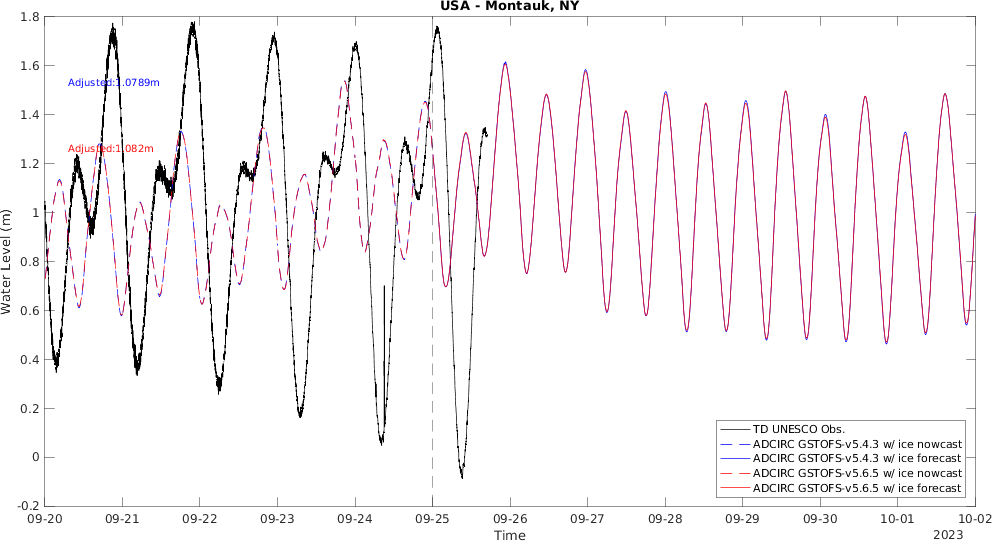 USA - Montauk, NY
1.8
1.6
1.4
1.2
1
0.8
0.6
0.4
0.2
0
-0.2
Water Level (m)
Adjusted:1.0789m
Adjusted:1.082m
TD UNESCO Obs.
ADCIRC GSTOFS-v5.4.3 w/ ice nowcast
ADCIRC GSTOFS-v5.4.3 w/ ice forecast
ADCIRC GSTOFS-v5.6.5 w/ ice nowcast
ADCIRC GSTOFS-v5.6.5 w/ ice forecast
09-20 09-21 09-22 09-23 09-24 09-25 09-26 09-27 09-28 09-29 09-30 10-01 10-02
Time
2023